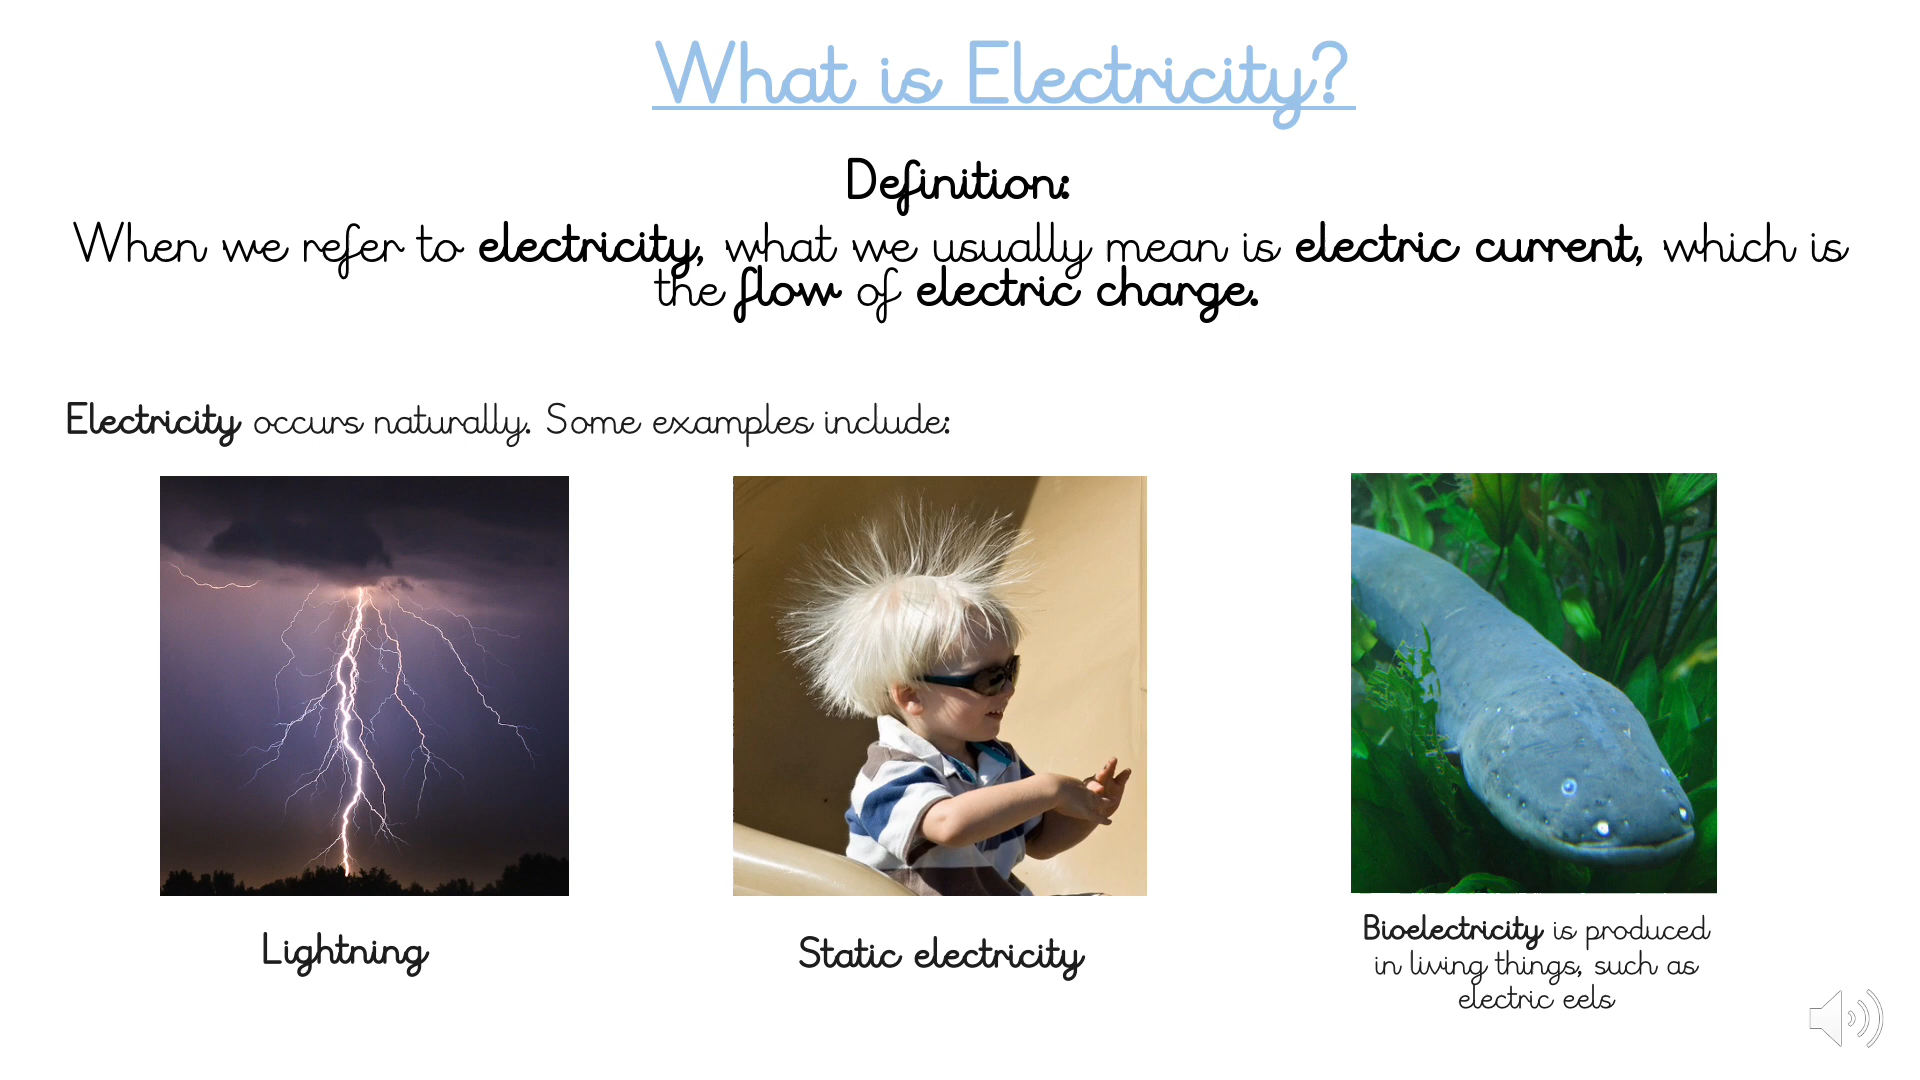 What is Electricity?
Definition:
When we refer to electricity, what we usually mean is electric current, which is
the flow of electric charge.
Electricity occurs naturally. Some examples include:
Lightning
Static electricity
Bioelectricity is produced
in living things, such as
electric eels